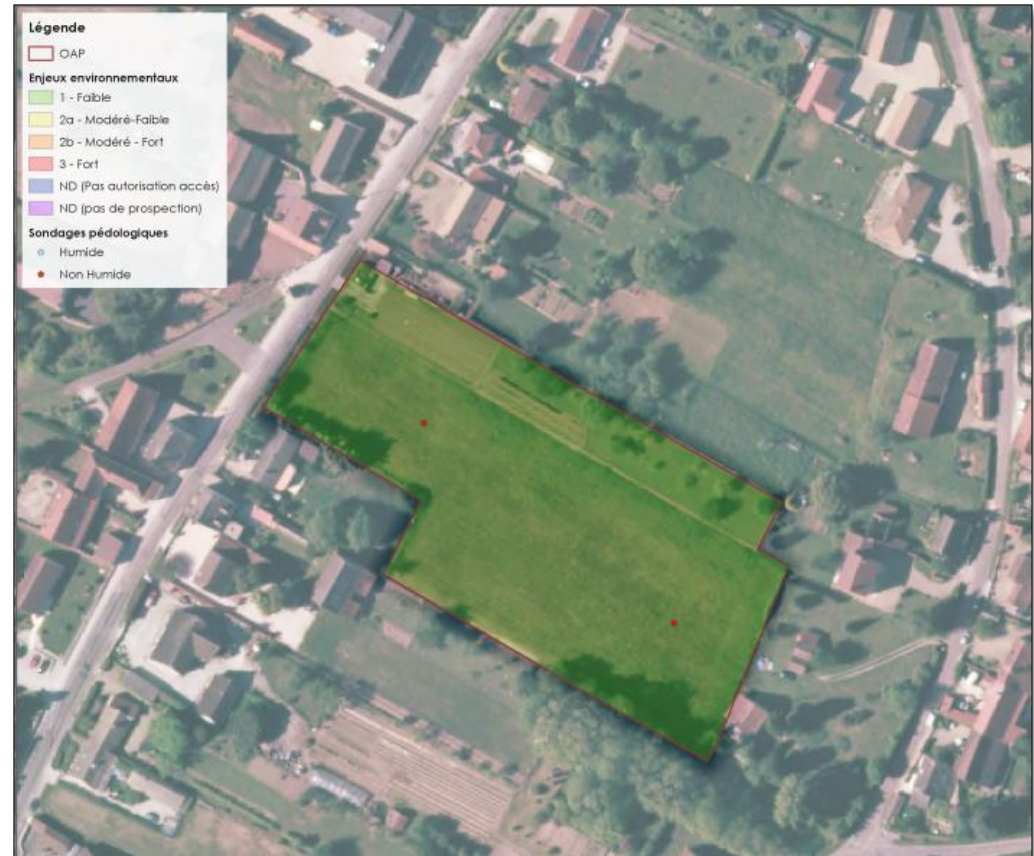 Légende
OAP
Enjeux environnementaux
1 - Faible
2a - Modéré-Faible
2b - Modéré - Fort
3 - Fort
ND (Pas autorisation accès)
ND (pas de prospection)
Sondages pédologiques
Humide
Non Humide